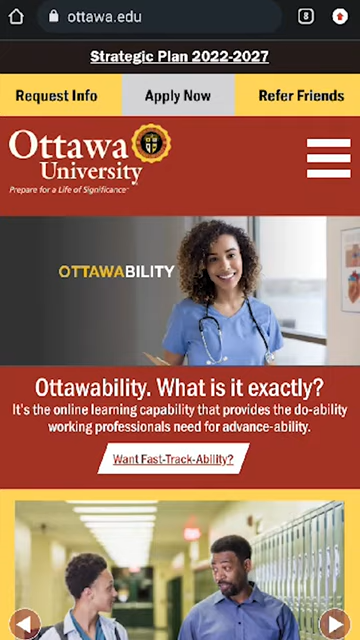 ottawa.edu
8
Strategic Plan 2022-2027
Request Info
Apply Now
Refer Friends
Ottawa
University
Prepare for a Life of Significance
OTTAWABILITY
Ottawability. What is it exactly?
It's the online learning capability that provides the do-ability
working professionals need for advance-ability.
Want Fast-Track-Ability?